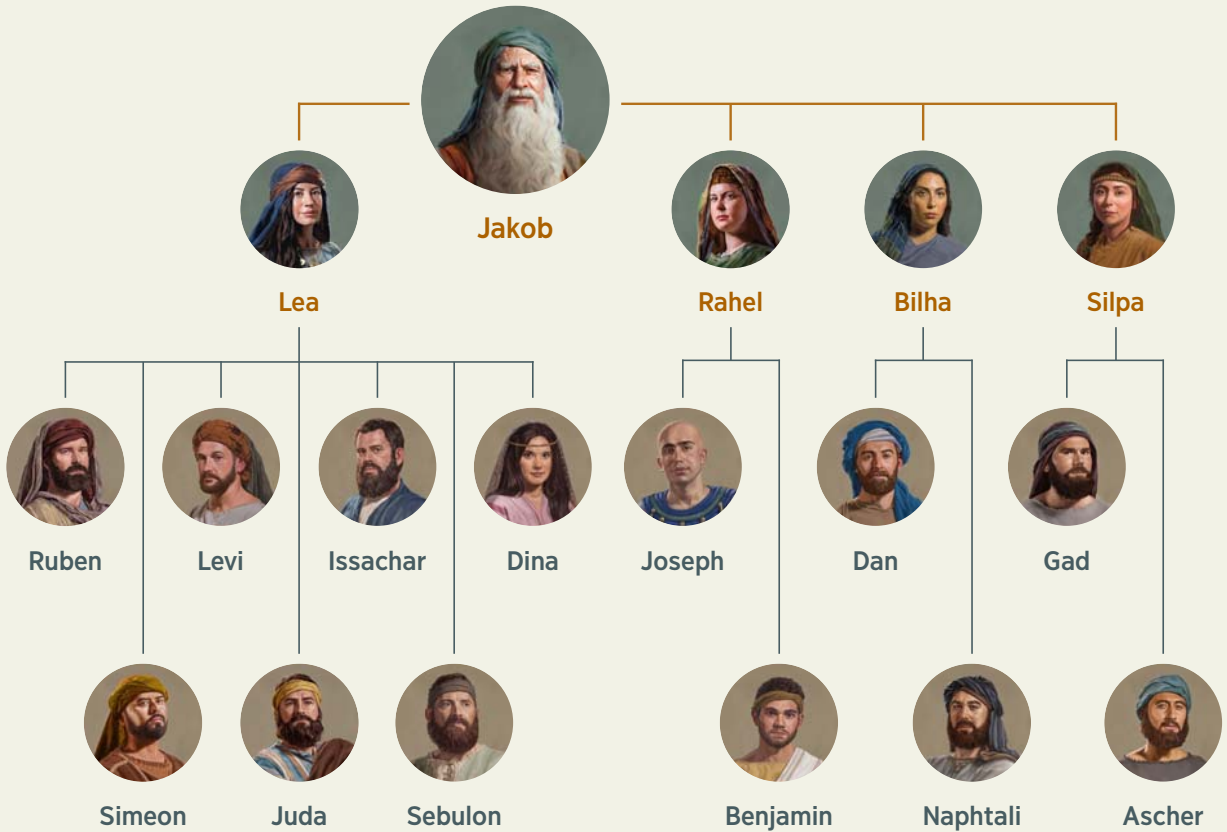 Jakob
Lea
Rahel
Bilha
Silpa
Ruben
Levi
Issachar
Dina
Joseph
Dan
Gad
Simeon
Juda
Sebulon
Benjamin
Naphtali
Ascher